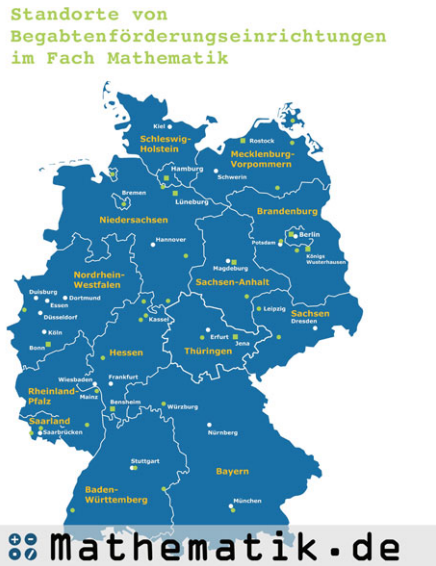 Standorte von
Begabtenförderungseinrichtungen
im Fach Mathematik
Kiel
Schleswig-
Holstein
Rostock
Mecklenburg-
Vorpommern
Hamburg
Schwerin
Bremen
Lüneburg
Brandenburg
Niedersachsen
Berlin
Hannover
Potsdam
Königs
Wusterhausen
Magdeburg
Nordrhein-
Westfalen
Sachsen-Anhalt
Duisburg
Dortmund
Essen
Leipzig
Sachsen
Düsseldorf
Kassel
Dresden
Köln
Erfurt
Bonn
Jena
Hessen
Thüringen
Wiesbaden
Frankfurt
Rheinland-
Pfalz
Mainz
Bensheim
Würzburg
Saarland
Saarbrücken
Nürnberg
Stuttgart
Bayern
Baden-
Württemberg
München
Mathematik.de